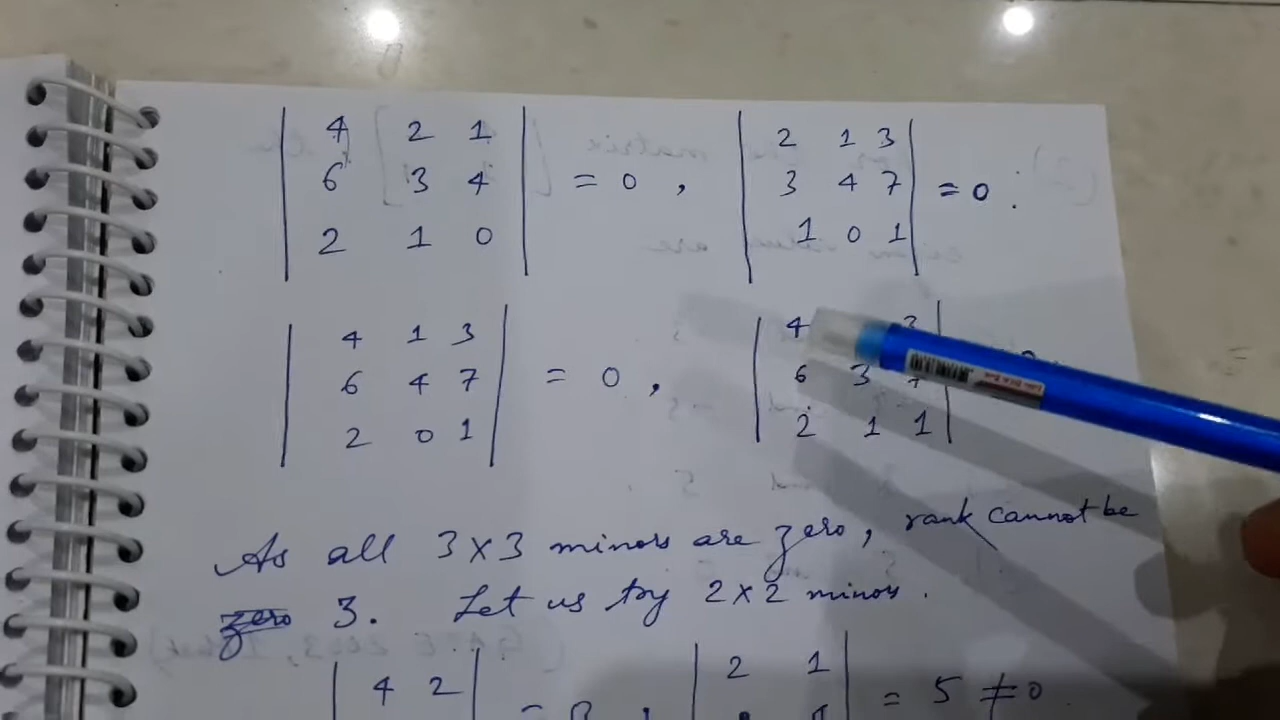 | 4 2 1 |
| 6 3 4 | = 0 ,
| 2 1 0 |
| 2 1 3 |
| 3 4 7 | = 0 :
| 1 0 1 |
| 4 1 3 |
| 6 4 7 | = 0 ,
| 2 0 1 |
| 4
| 6 3 7 |
| 2 1 1 |
As all 3×3 minors are zero, rank cannot be
3. Let us try 2×2 minors.
| 4 2 |
| 2 1 | = 5 ≠ 0